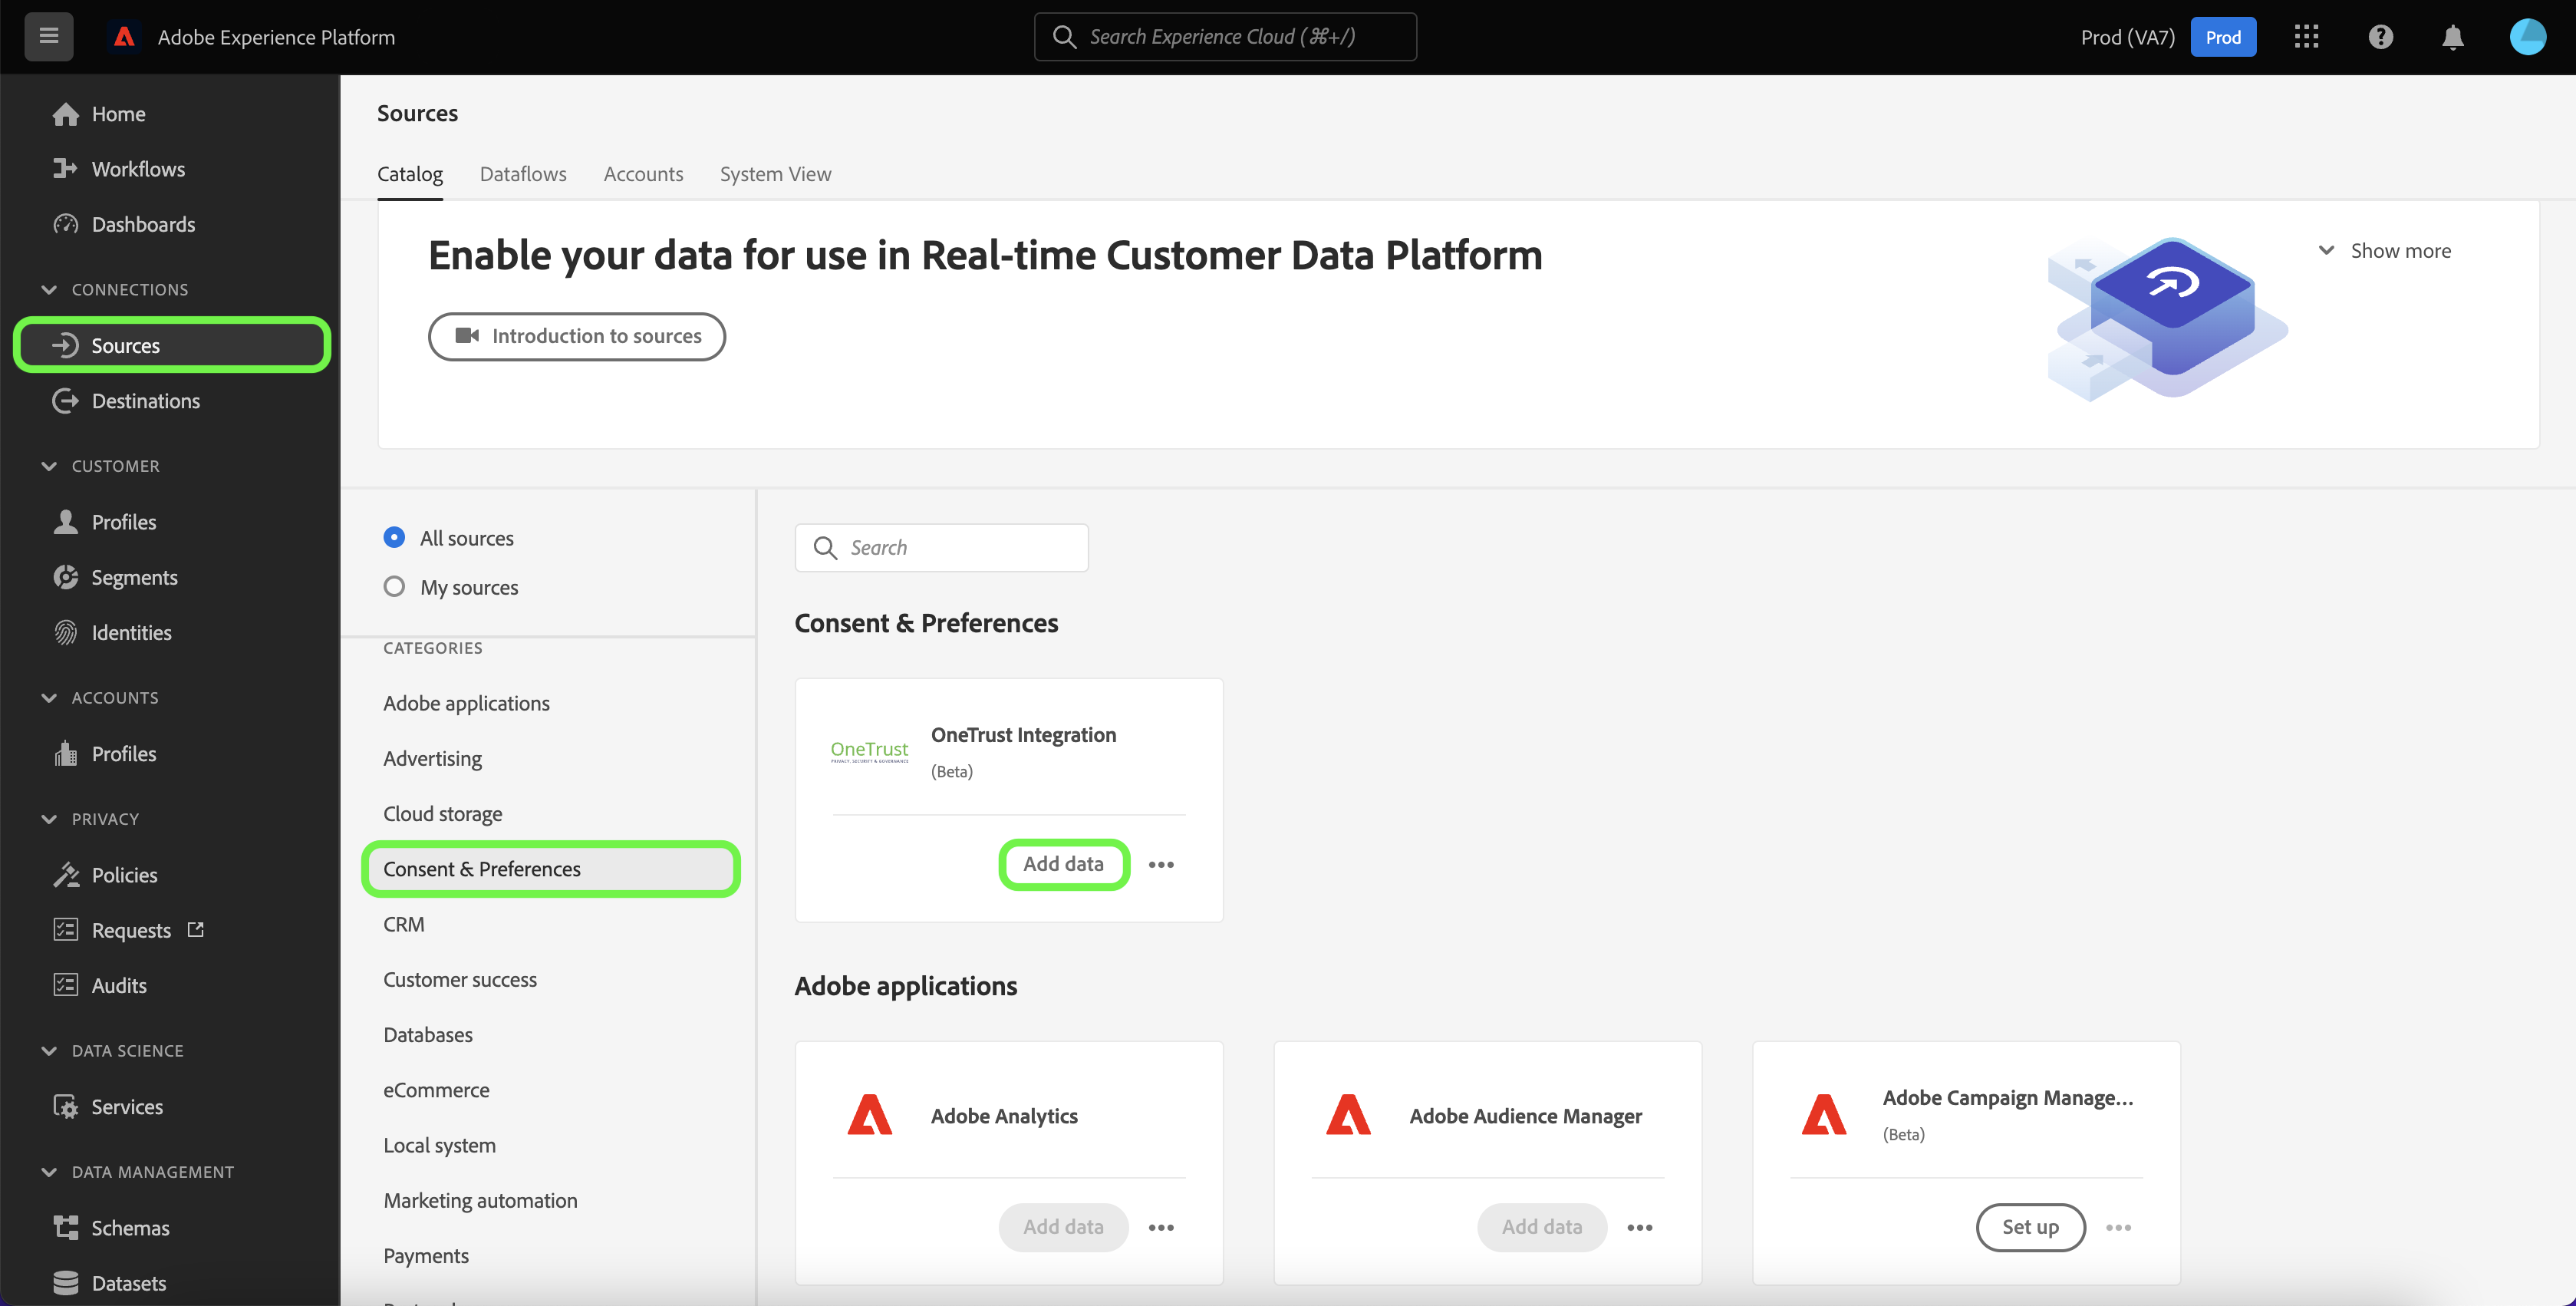 Adobe Experience Platform
Search Experience Cloud (⌘+/)
Prod (VA7)
Prod
Home
Workflows
Dashboards
CONNECTIONS
Sources
Destinations
CUSTOMER
Profiles
Segments
Identities
ACCOUNTS
Profiles
PRIVACY
Policies
Requests
Audits
DATA SCIENCE
Services
DATA MANAGEMENT
Schemas
Datasets
Sources
Catalog Dataflows Accounts System View
Enable your data for use in Real-time Customer Data Platform
Show more
Introduction to sources
All sources
My sources
CATEGORIES
Adobe applications
Advertising
Cloud storage
Consent & Preferences
CRM
Customer success
Databases
eCommerce
Local system
Marketing automation
Payments
Search
Consent & Preferences
OneTrust
PRIVACY, SECURITY & GOVERNANCE
OneTrust Integration
(Beta)
Add data
Adobe applications
Adobe Analytics
Add data
Adobe Audience Manager
Add data
Adobe Campaign Manage...
(Beta)
Set up